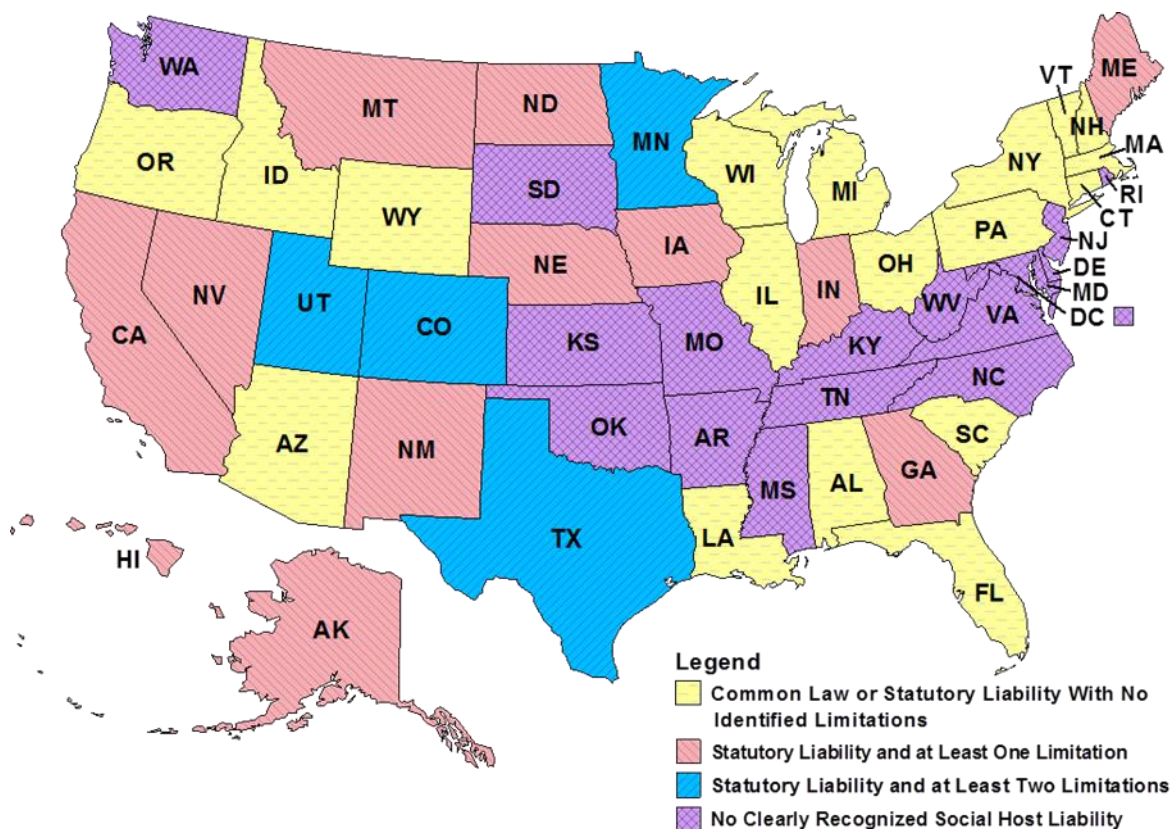 WA
MT
ND
MN
VT
ME
NH
MA
OR
ID
SD
WI
MI
NY
RI
WY
CT
IA
PA
NJ
NE
OH
DE
NV
IL
IN
MD
UT
WV
DC
CA
CO
KS
MO
KY
VA
TN
NC
AZ
NM
OK
AR
SC
MS
AL
GA
TX
LA
HI
FL
AK
Legend
Common Law or Statutory Liability With No
Identified Limitations
Statutory Liability and at Least One Limitation
Statutory Liability and at Least Two Limitations
No Clearly Recognized Social Host Liability